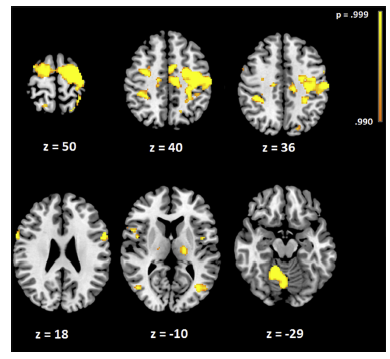 p = .999
.990
z = 50
z = 40
z = 36
z = 18
z = -10
z = -29